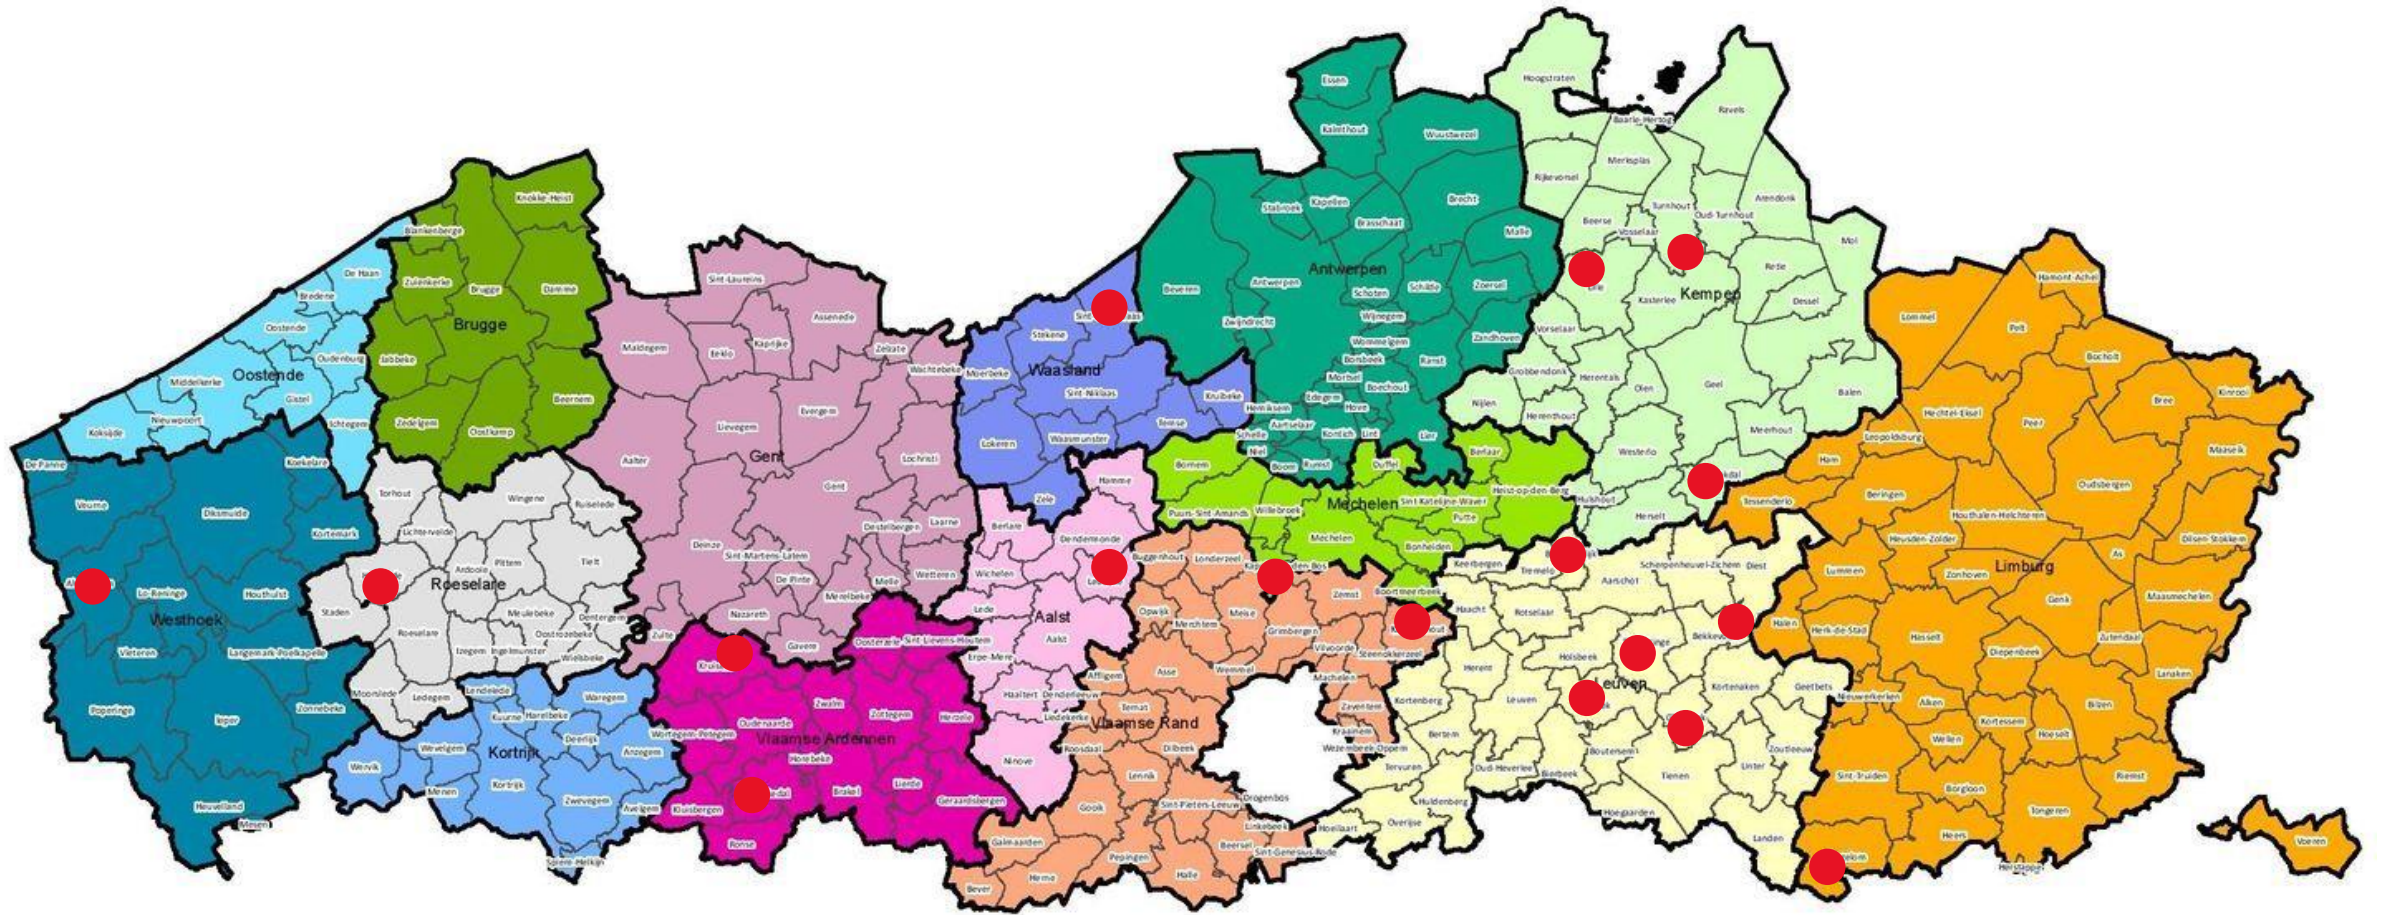 Essen
Kalmthout
Wuustwezel
Hoogstraten
Baarle-Hertog
Ravels
Merksplas
Rijkevorsel
Turnhout
Oud-Turnhout
Arendonk
Beerse
Vosselaar
Knokke-Heist
Blankenberge
De Haan
Zuienkerke
Brugge
Damme
Bredene
Brugge
Oostende
Oudenburg
Jabbeke
Oostende
Middelkerke
Gistel
Nieuwpoort
Koksijde
Ichtegem
Zedelgem
Oostkamp
Beernem
Sint-Laureins
Assenede
Maldegem
Eeklo
Kaprijke
Zelzate
Wachtebeke
Evergem
Lievegem
Gent
Aalter
Lochristi
Gent
Destelbergen
Laarne
Deinze
Sint-Martens-Latem
De Pinte
Melle
Wetteren
Merelbeke
Nazareth
Gavere
Zulte
Stekene
Moerbeke
Waasland
Sint-Niklaas
Kruibeke
Temse
Lokeren
Waasmunster
Zele
Stabroek
Kapellen
Brasschaat
Brecht
Malle
Antwerpen
Beveren
Antwerpen
Schoten
Schilde
Zoersel
Zwijndrecht
Wijnegem
Wommelgem
Borsbeek
Ranst
Zandhoven
Mortsel
Boechout
Edegem
Hove
Hemiksem
Aartselaar
Kontich
Lint
Lier
Schelle
Niel
Boom
Rumst
Mol
Retie
Kasterlee
Kempen
Dessel
Vorselaar
Grobbendonk
Herentals
Olen
Geel
Balen
Nijlen
Herenthout
Meerhout
Westerlo
Hulshout
Herselt
Duffel
Berlaar
Bornem
Puurs-Sint-Amands
Willebroek
Mechelen
Sint-Katelijne-Waver
Heist-op-den-Berg
Putte
Mechelen
Bonheiden
Boortmeerbeek
De Panne
Veurne
Diksmuide
Koekelare
Kortemark
Lo-Reninge
Houthulst
Westhoek
Vleteren
Langemark-Poelkapelle
Poperinge
Ieper
Zonnebeke
Heuvelland
Mesen
Torhout
Wingene
Ruiselede
Lichtervelde
Ardooie
Pittem
Tielt
Roeselare
Staden
Meulebeke
Dentergem
Roeselare
Oostrozebeke
Izegem
Ingelmunster
Wielsbeke
Moorslede
Ledegem
Lendelede
Waregem
Kuurne
Harelbeke
Deerlijk
Wevelgem
Kortrijk
Anzegem
Wervik
Menen
Kortrijk
Zwevegem
Avelgem
Spiere-Helkijn
Oosterzele
Sint-Lievens-Houtem
Zwalm
Zottegem
Herzele
Oudenaarde
Wortegem-Petegem
Vlaamse Ardennen
Horebeke
Lierde
Brakel
Kluisbergen
Geraardsbergen
Ronse
Hamme
Berlare
Dendermonde
Wichelen
Lede
Aalst
Aalst
Erpe-Mere
Haaltert
Denderleeuw
Ninove
Buggenhout
Londerzeel
Zemst
Opwijk
Meise
Merchtem
Grimbergen
Vilvoorde
Steenokkerzeel
Affligem
Asse
Wemmel
Machelen
Ternat
Liedekerke
Vlaamse Rand
Zaventem
Kraainem
Wezembeek-Oppem
Roosdaal
Dilbeek
Lennik
Gooik
Sint-Pieters-Leeuw
Drogenbos
Linkebeek
Galmaarden
Beersel
Sint-Genesius-Rode
Pepingen
Herne
Halle
Bever
Keerbergen
Tremelo
Aarschot
Scherpenheuvel-Zichem
Diest
Haacht
Rotselaar
Holsbeek
Herent
Leuven
Leuven
Kortenaken
Geetbets
Kortenberg
Bertem
Boutersem
Zoutleeuw
Tervuren
Oud-Heverlee
Bierbeek
Tienen
Linter
Huldenberg
Hoegaarden
Hoeilaart
Overijse
Landen
Hamont-Achel
Lommel
Pelt
Bocholt
Kinrooi
Bree
Hechtel-Eksel
Peer
Leopoldsburg
Ham
Maaseik
Tessenderlo
Beringen
Oudsbergen
Houthalen-Helchteren
Heusden-Zolder
Dilsen-Stokkem
As
Lummen
Zonhoven
Limburg
Genk
Maasmechelen
Halen
Herk-de-Stad
Hasselt
Zutendaal
Diepenbeek
Lanaken
Nieuwerkerken
Alken
Bilzen
Kortessem
Wellen
Hoeselt
Sint-Truiden
Riemst
Borgloon
Tongeren
Heers
Herstappe
Voeren